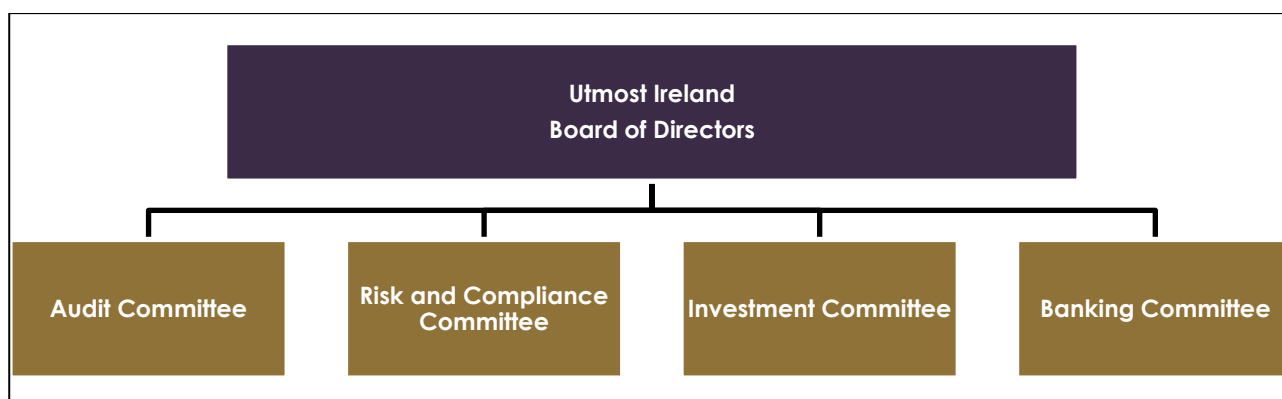 Utmost Ireland
Board of Directors
Audit Committee
Risk and Compliance
Committee
Investment Committee
Banking Committee